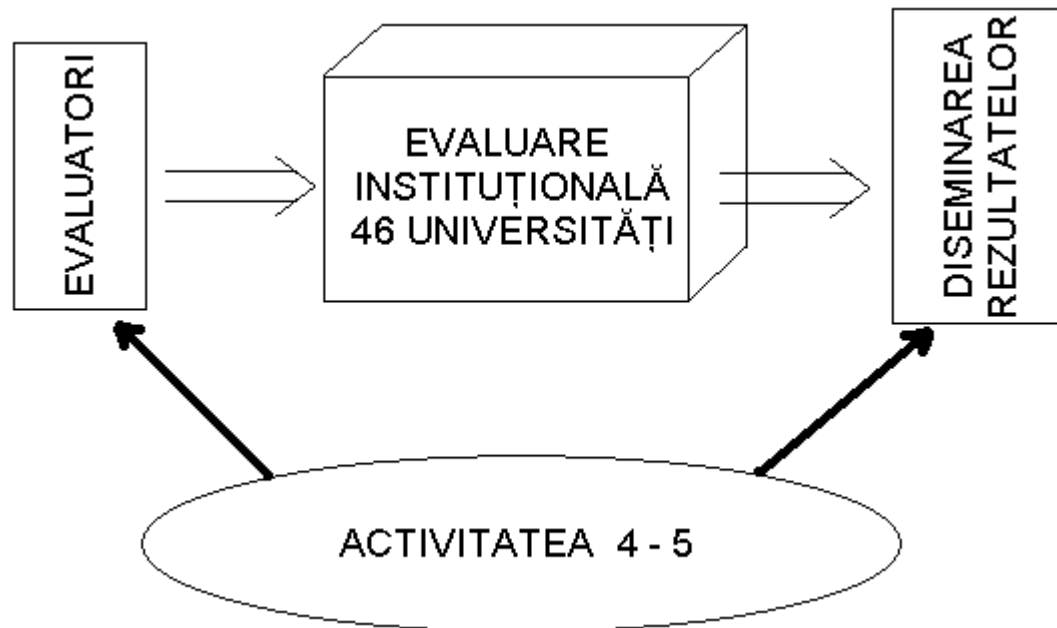 EVALUATORI
EVALUARE
INSTITUȚIONALĂ
46 UNIVERSITĂȚI
DISEMINAREA
REZULTATELOR
ACTIVITATEA 4 - 5